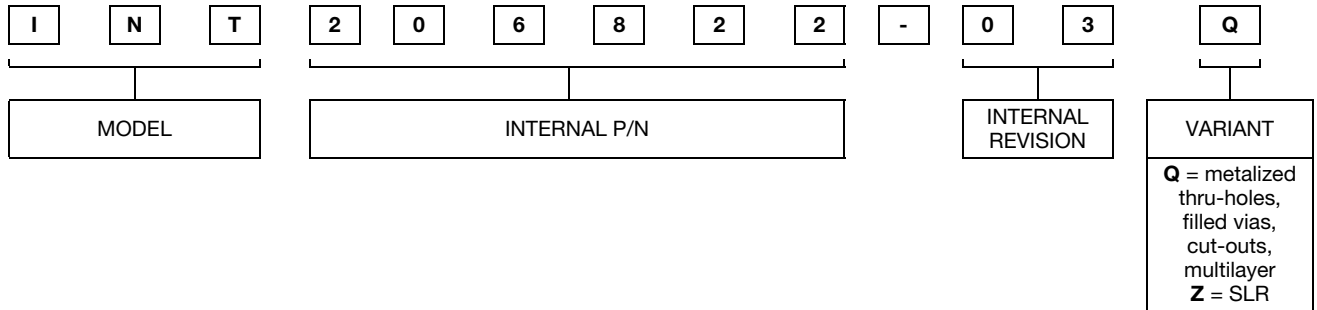 I N T 2 0 6 8 2 2 - 0 3 Q
MODEL
INTERNAL P/N
INTERNAL
REVISION
VARIANT
Q = metalized
thru-holes,
filled vias,
cut-outs,
multilayer
Z = SLR